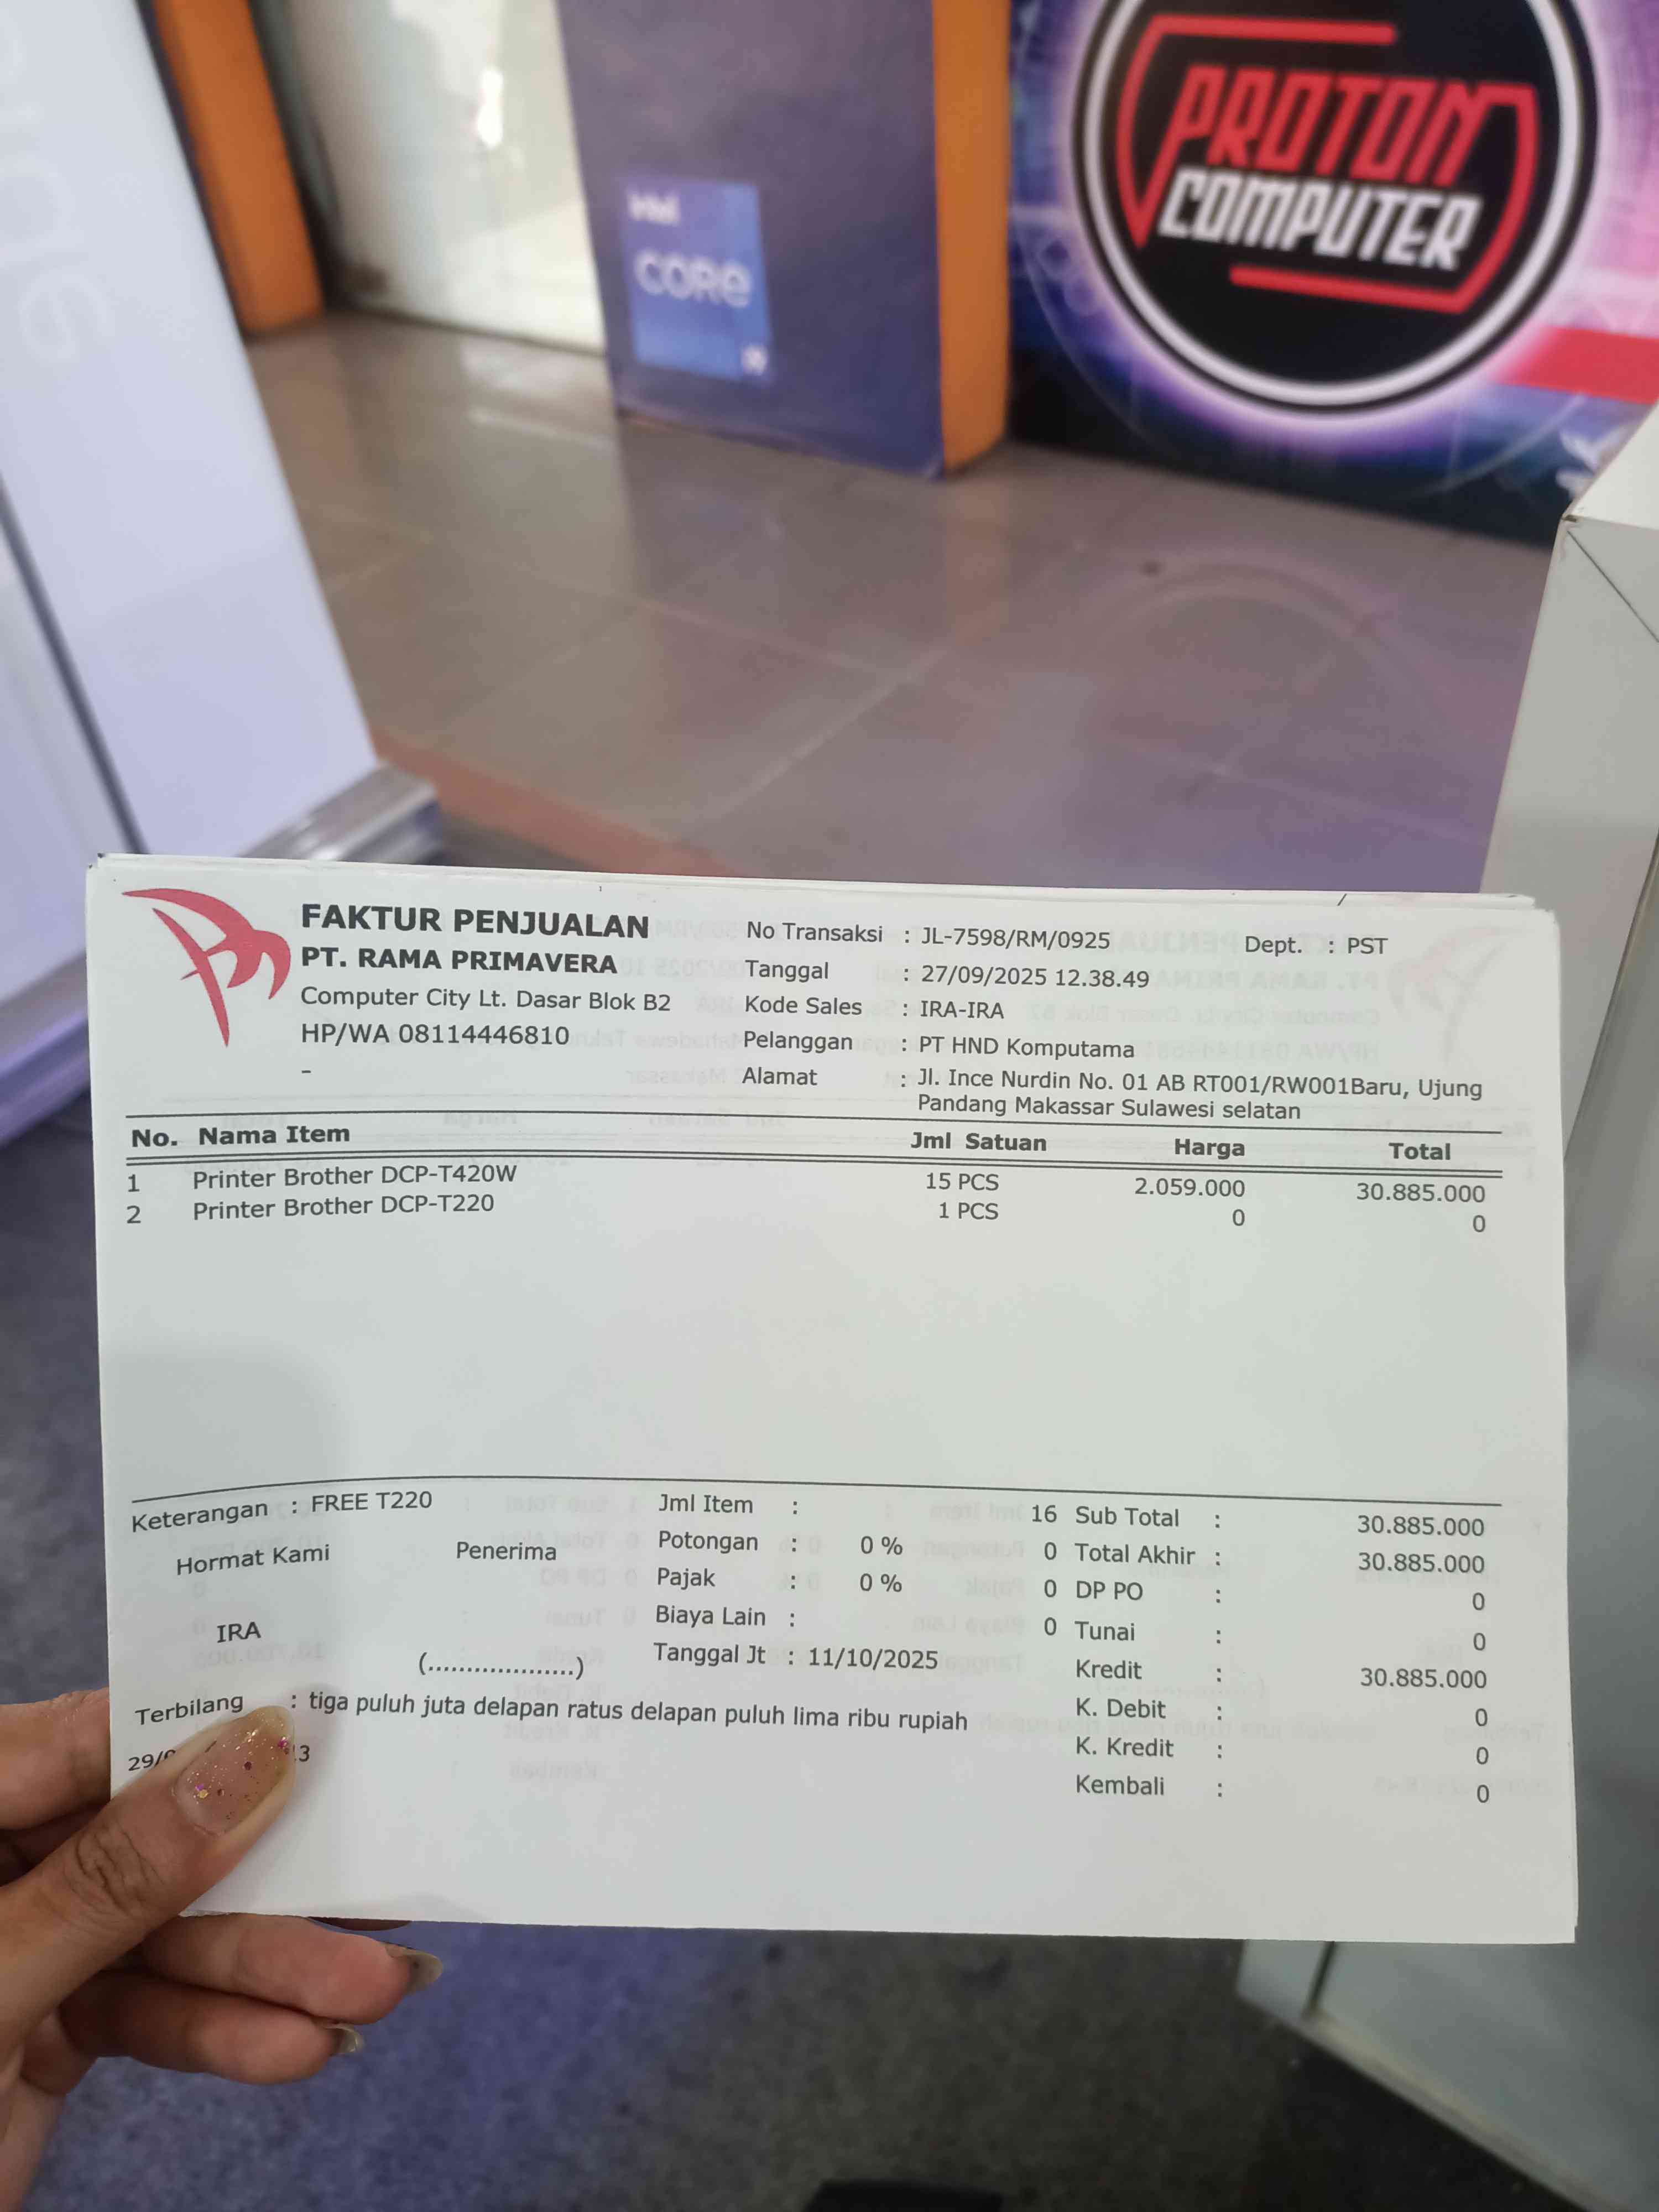 PROTON
COMPUTER
intel
CORE
FAKTUR PENJUALAN
PT. RAMA PRIMAVERA
Computer City Lt. Dasar Blok B2
HP/WA 08114446810
-
No Transaksi : JL-7598/RM/0925 Dept. : PST
Tanggal : 27/09/2025 12.38.49
Kode Sales : IRA-IRA
Pelanggan : PT HND Komputama
Alamat : Jl. Ince Nurdin No. 01 AB RT001/RW001Baru, Ujung
Pandang Makassar Sulawesi selatan
No. Nama Item Jml Satuan Harga Total
1 Printer Brother DCP-T420W 15 PCS 2.059.000 30.885.000
2 Printer Brother DCP-T220 1 PCS 0 0
Keterangan : FREE T220
Hormat Kami Penerima
IRA
(...................)
Jml Item : 16
Potongan : 0 % 0
Pajak : 0 % 0
Biaya Lain : 0
Tanggal Jt : 11/10/2025
Sub Total : 30.885.000
Total Akhir : 30.885.000
DP PO : 0
Tunai : 0
Kredit : 30.885.000
K. Debit : 0
K. Kredit : 0
Kembali : 0
Terbilang : tiga puluh juta delapan ratus delapan puluh lima ribu rupiah